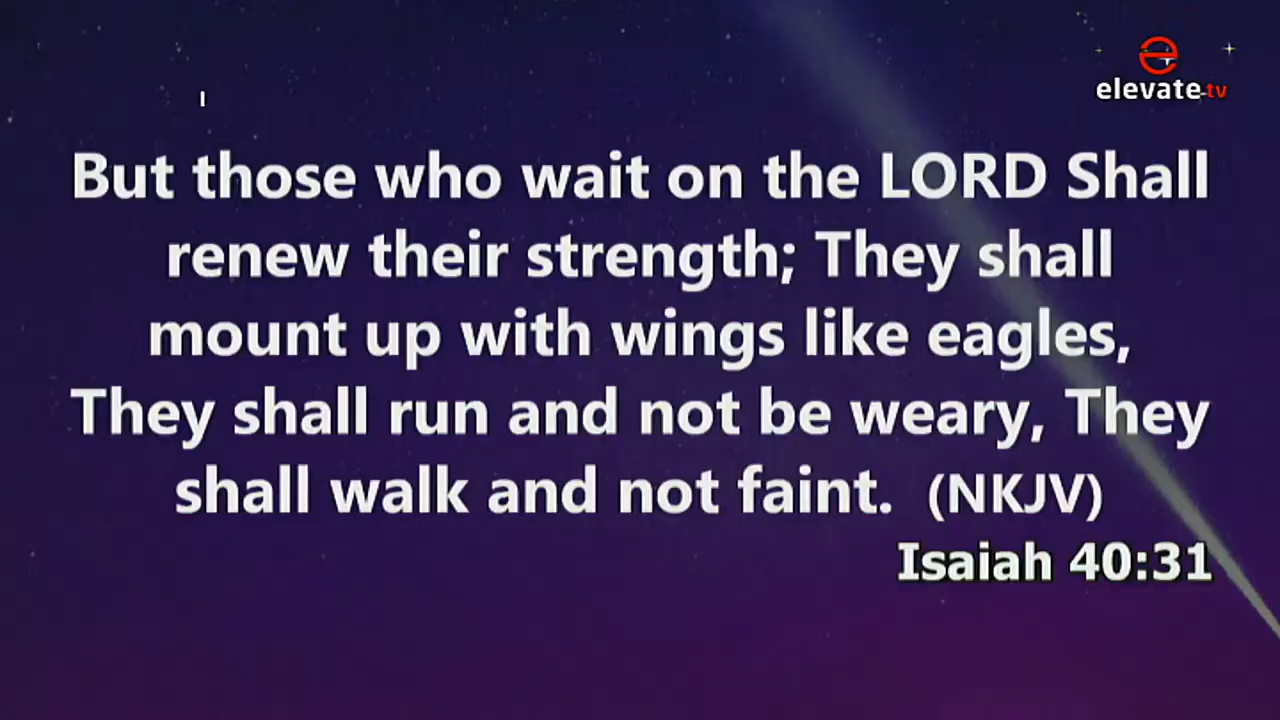 elevate.tv
But those who wait on the LORD Shall
renew their strength; They shall
mount up with wings like eagles,
They shall run and not be weary, They
shall walk and not faint. (NKJV)
Isaiah 40:31